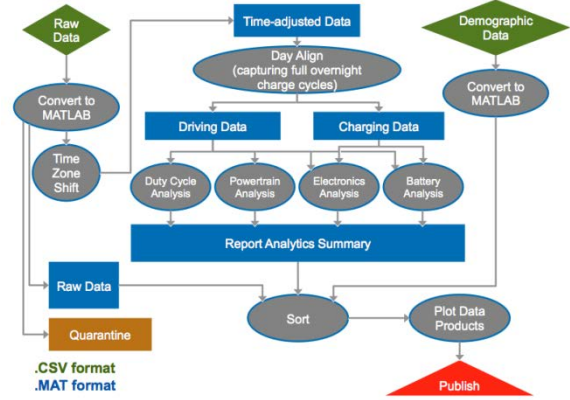 Raw
Data
Time-adjusted Data
Demographic
Data
Day Align
(capturing full overnight
charge cycles)
Convert to
MATLAB
Convert to
MATLAB
Driving Data
Charging Data
Time
Zone
Shift
Duty Cycle
Analysis
Powertrain
Analysis
Electronics
Analysis
Battery
Analysis
Report Analytics Summary
Raw Data
Sort
Plot Data
Products
Quarantine
.CSV format
.MAT format
Publish